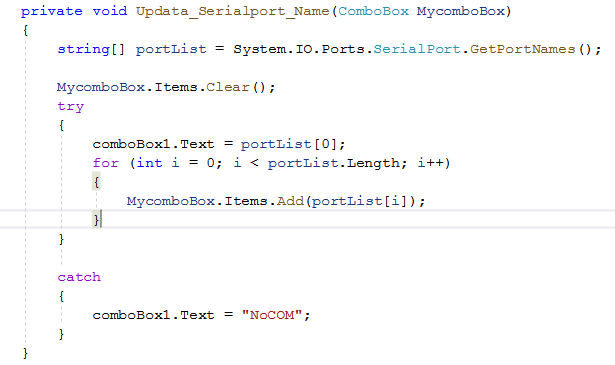 private void Updata_Serialport_Name(ComboBox MycomboBox)
{
string[] portList = System.IO.Ports.SerialPort.GetPortNames();
MycomboBox.Items.Clear();
try
{
comboBox1.Text = portList[0];
for (int i = 0; i < portList.Length; i++)
{
MycomboBox.Items.Add(portList[i]);
}
}
catch
{
comboBox1.Text = "NoCOM";
}
}